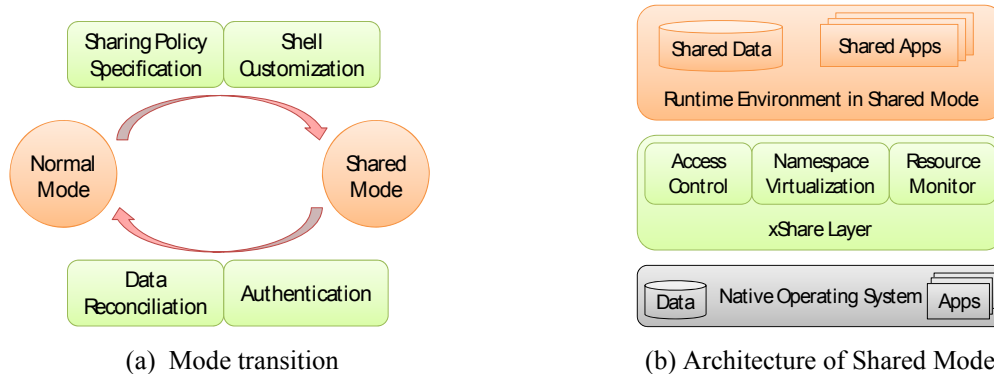 Sharing Policy
Specification
Shell
Customization
Normal
Mode
Shared
Mode
Data
Reconciliation
Authentication
(a) Mode transition
Shared Data
Shared Apps
Runtime Environment in Shared Mode
Access
Control
Namespace
Virtualization
Resource
Monitor
xShare Layer
Data
Native Operating System
Apps
(b) Architecture of Shared Mode